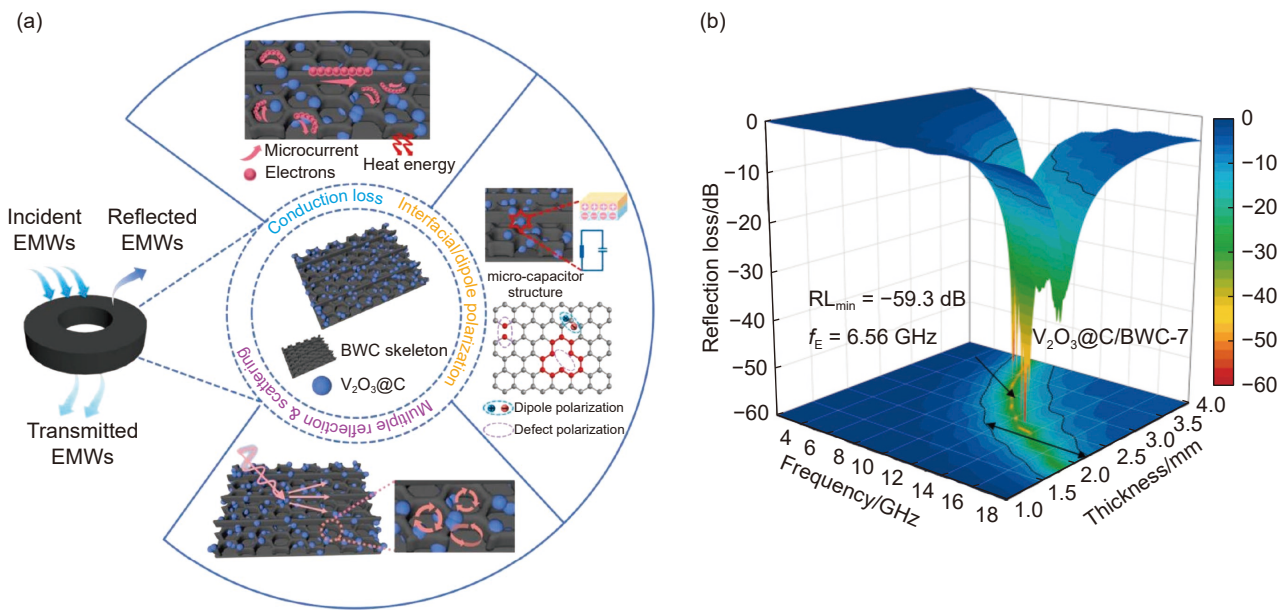 (a)
Microcurrent
Electrons
Heat energy
Incident
EMWs
Reflected
EMWs
Transmitted
EMWs
Conduction loss
Interfacial/dipole polarization
Multiple reflection & scattering
BWC skeleton
V₂O₃@C
micro-capacitor
structure
Dipole polarization
Defect polarization
(b)
Reflection loss/dB
0
−10
−20
−30
−40
−50
−60
RLmin = −59.3 dB
fE = 6.56 GHz
V₂O₃@C/BWC-7
4
6
8
10
12
14
16
18
Frequency/GHz
1.0
1.5
2.0
2.5
3.0
3.5
4.0
Thickness/mm
0
−10
−20
−30
−40
−50
−60